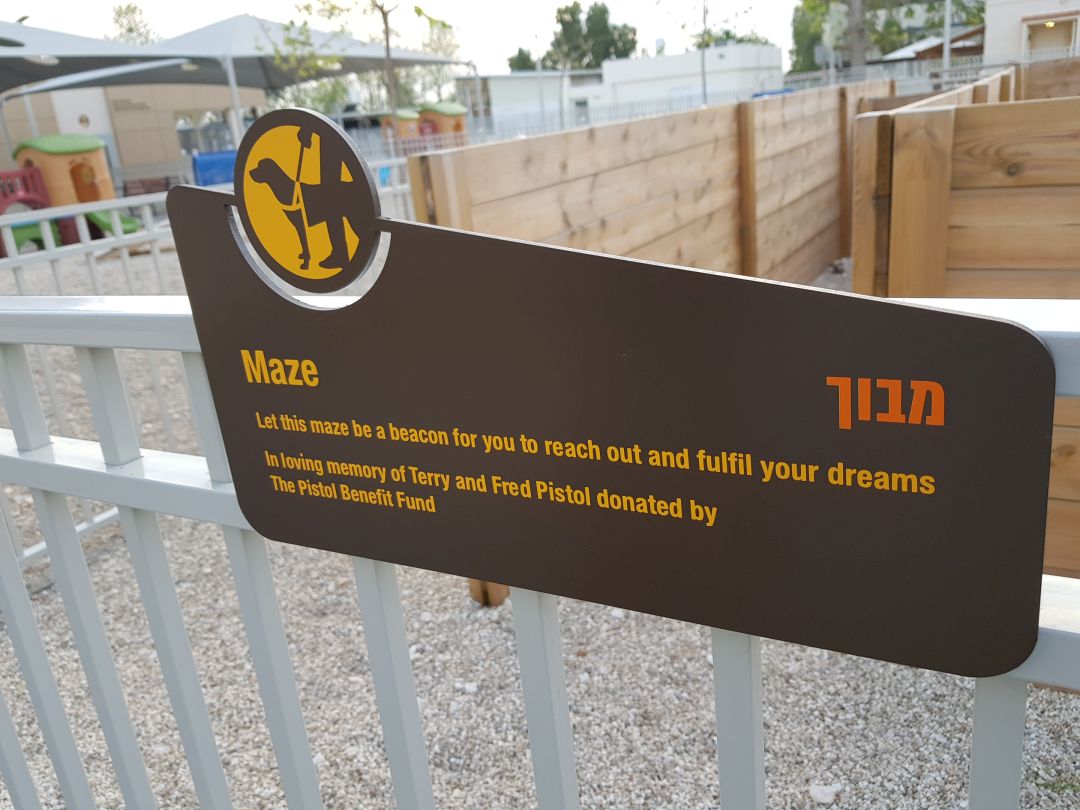 Maze
מבוך
Let this maze be a beacon for you to reach out and fulfil your dreams
In loving memory of Terry and Fred Pistol donated by
The Pistol Benefit Fund